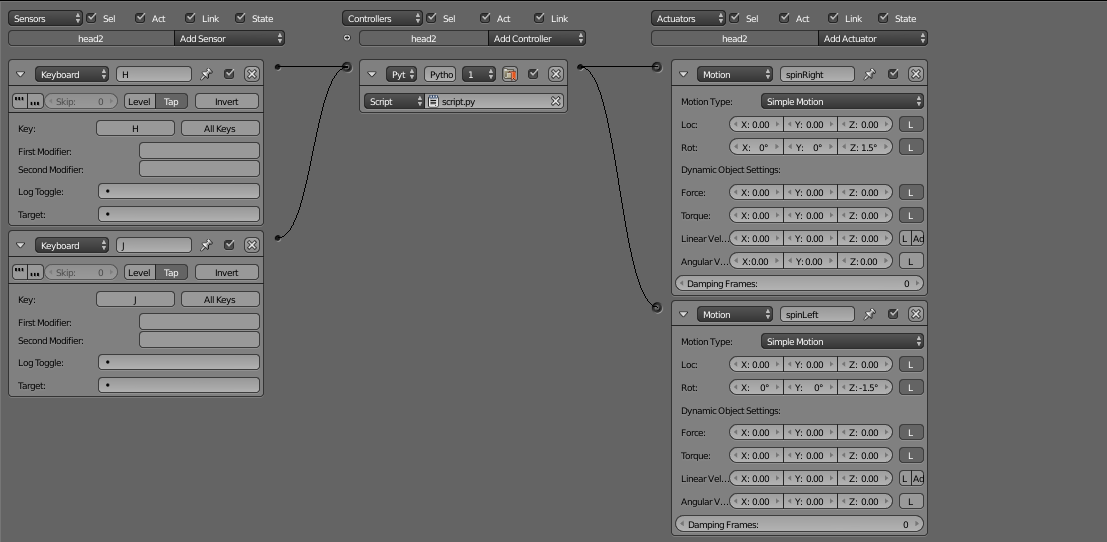 Sensors Sel Act Link State
head2 Add Sensor
Keyboard H
Skip: 0 Level Tap Invert
Key: H All Keys
First Modifier:
Second Modifier:
Log Toggle:
Target:
Keyboard J
Skip: 0 Level Tap Invert
Key: J All Keys
First Modifier:
Second Modifier:
Log Toggle:
Target:
Controllers Sel Act Link
head2 Add Controller
Pyt Pytho 1
Script script.py
Actuators Sel Act Link State
head2 Add Actuator
Motion spinRight
Motion Type: Simple Motion
Loc: X: 0.00 Y: 0.00 Z: 0.00 L
Rot: X: 0° Y: 0° Z: 1.5° L
Dynamic Object Settings:
Force: X: 0.00 Y: 0.00 Z: 0.00 L
Torque: X: 0.00 Y: 0.00 Z: 0.00 L
Linear Vel... X: 0.00 Y: 0.00 Z: 0.00 L Ad
Angular V... X:0.00 Y: 0.00 Z: 0.00 L
Damping Frames: 0
Motion spinLeft
Motion Type: Simple Motion
Loc: X: 0.00 Y: 0.00 Z: 0.00 L
Rot: X: 0° Y: 0° Z: -1.5° L
Dynamic Object Settings:
Force: X: 0.00 Y: 0.00 Z: 0.00 L
Torque: X: 0.00 Y: 0.00 Z: 0.00 L
Linear Vel... X: 0.00 Y: 0.00 Z: 0.00 L Ad
Angular V... X: 0.00 Y: 0.00 Z: 0.00 L
Damping Frames: 0